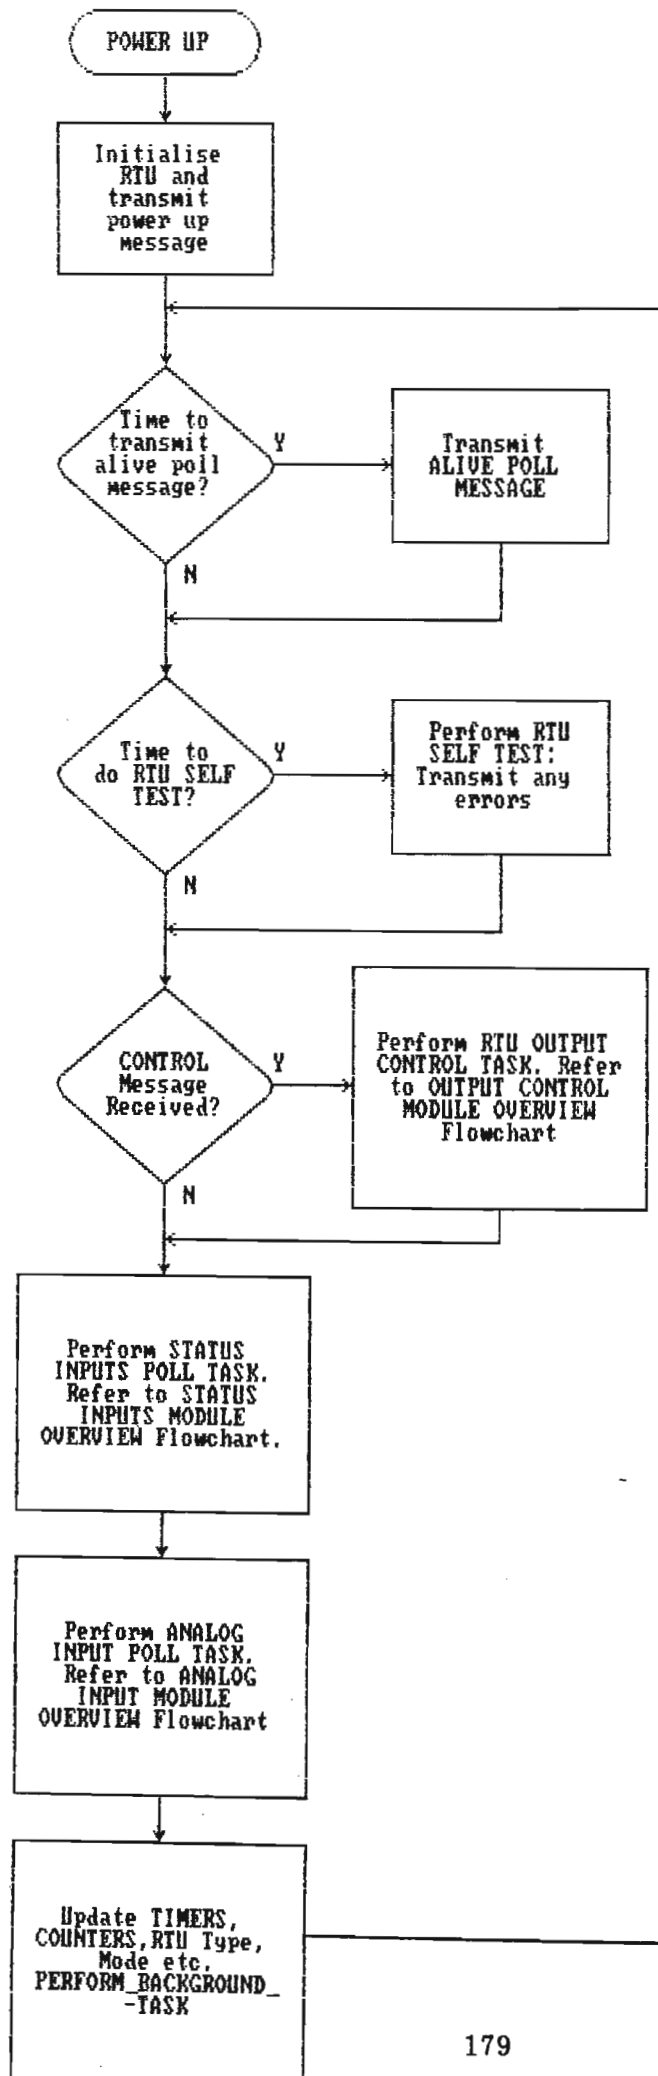 POWER UP
Initialise
RTU and
transmit
power up
message
Time to
transmit
alive poll
message?
Y
Transmit
ALIVE POLL
MESSAGE
N
Time to
do RTU SELF
TEST?
Y
Perform RTU
SELF TEST:
Transmit any
errors
N
CONTROL
Message
Received?
Y
Perform RTU OUTPUT
CONTROL TASK. Refer
to OUTPUT CONTROL
MODULE OVERVIEW
Flowchart
N
Perform STATUS
INPUTS POLL TASK.
Refer to STATUS
INPUTS MODULE
OVERVIEW Flowchart.
Perform ANALOG
INPUT POLL TASK.
Refer to ANALOG
INPUT MODULE
OVERVIEW Flowchart
Update TIMERS,
COUNTERS,RTU Type,
Mode etc.
PERFORM_BACKGROUND_
-TASK
179